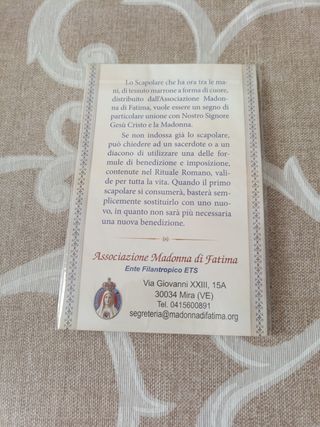 Lo Scapolare che ha ora tra le ma-
ni, di tessuto marrone a forma di cuore,
distribuito dall'Associazione Madon-
na di Fatima, vuole essere un segno di
particolare unione con Nostro Signore
Gesù Cristo e la Madonna.
Se non indossa già lo scapolare,
può chiedere ad un sacerdote o a un
diacono di utilizzare una delle for-
mule di benedizione e imposizione,
contenute nel Rituale Romano, vali-
de per tutta la vita. Quando il primo
scapolare si consumerà, basterà sem-
plicemente sostituirlo con uno nuo-
vo, in quanto non sarà più necessaria
una nuova benedizione.
Associazione Madonna di Fatima
Ente Filantropico ETS
Via Giovanni XXIII, 15A
30034 Mira (VE)
Tel. 0415600891
segreteria@madonnadifatima.org